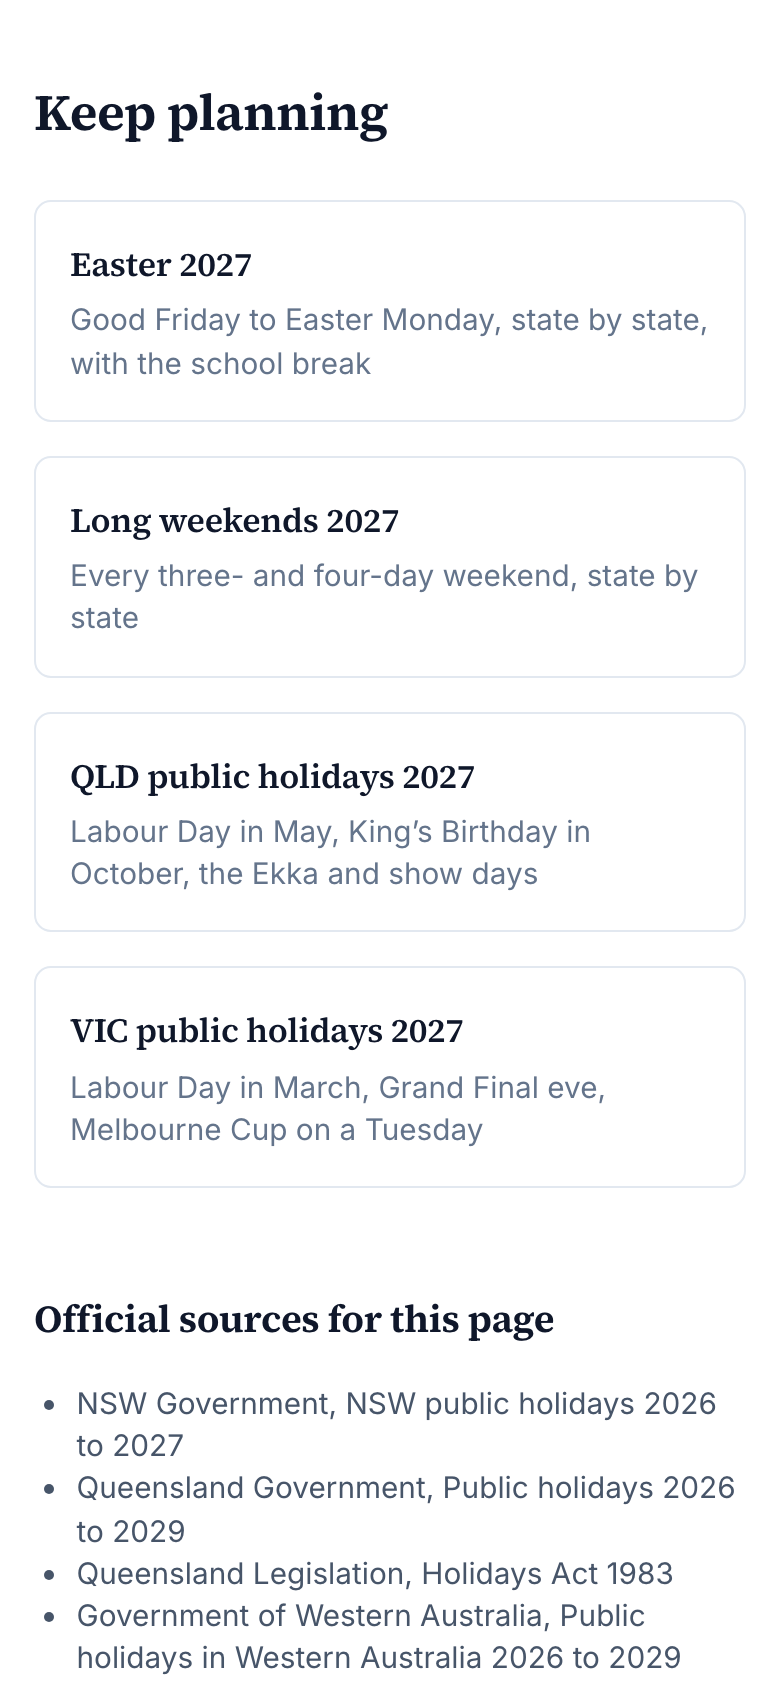 Keep planning
Easter 2027
Good Friday to Easter Monday, state by state,
with the school break
Long weekends 2027
Every three- and four-day weekend, state by
state
QLD public holidays 2027
Labour Day in May, King’s Birthday in
October, the Ekka and show days
VIC public holidays 2027
Labour Day in March, Grand Final eve,
Melbourne Cup on a Tuesday
Official sources for this page
• NSW Government, NSW public holidays 2026
to 2027
• Queensland Government, Public holidays 2026
to 2029
• Queensland Legislation, Holidays Act 1983
• Government of Western Australia, Public
holidays in Western Australia 2026 to 2029